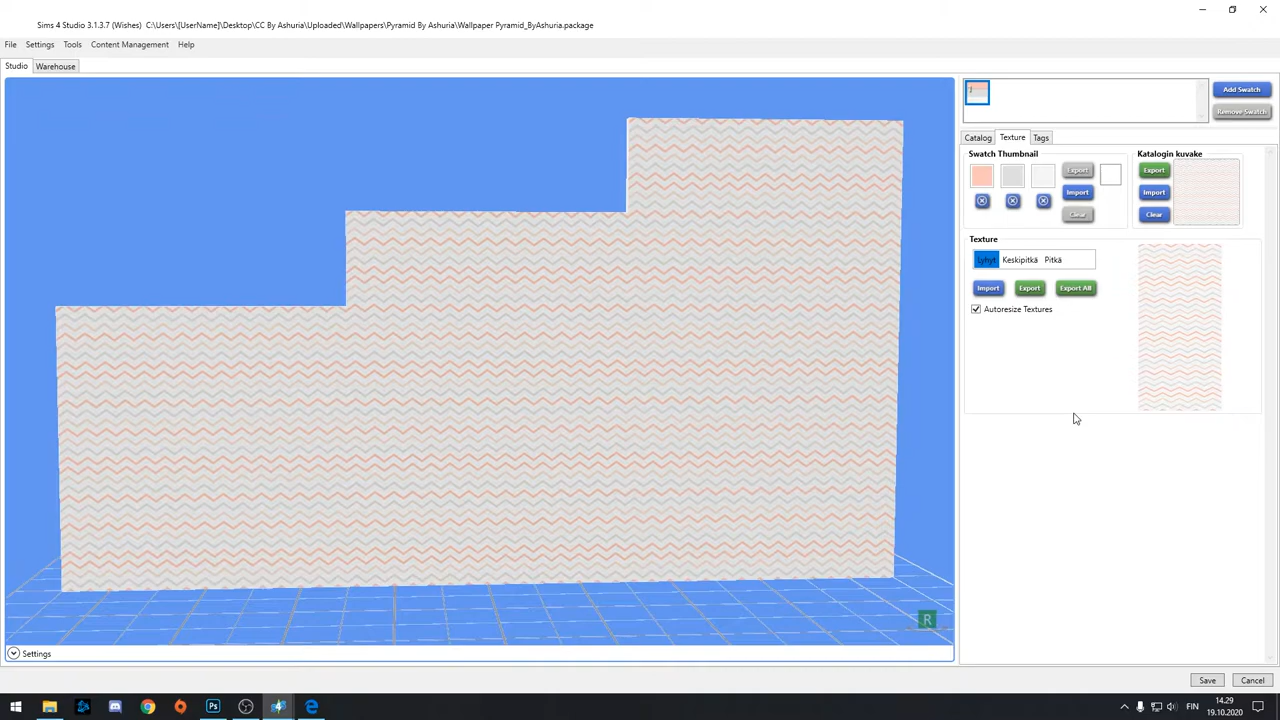 Sims 4 Studio 3.1.3.7 (Wishes) C:\Users\[UserName]\Desktop\CC By Ashuria\Uploaded\Wallpapers\Pyramid By Ashuria\Wallpaper Pyramid_ByAshuria.package
File Settings Tools Content Management Help
Studio Warehouse
Add Swatch
Remove Swatch
Catalog Texture Tags
Swatch Thumbnail
Export
Import
Clear
Katalogin kuvake
Export
Import
Clear
Texture
Lyhyt Keskipitkä Pitkä
Import Export Export All
Autoresize Textures
R
Settings
Save Cancel
Ps
FIN
14.29
19.10.2020